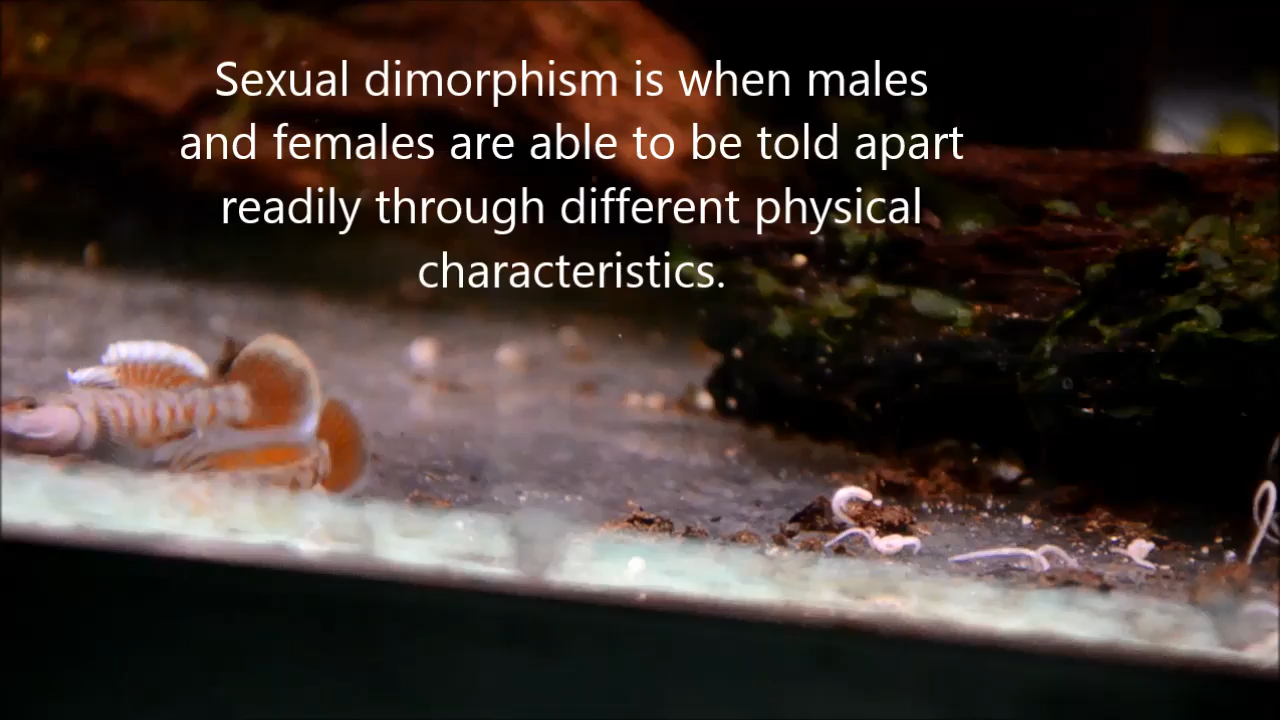 Sexual dimorphism is when males
and females are able to be told apart
readily through different physical
characteristics.